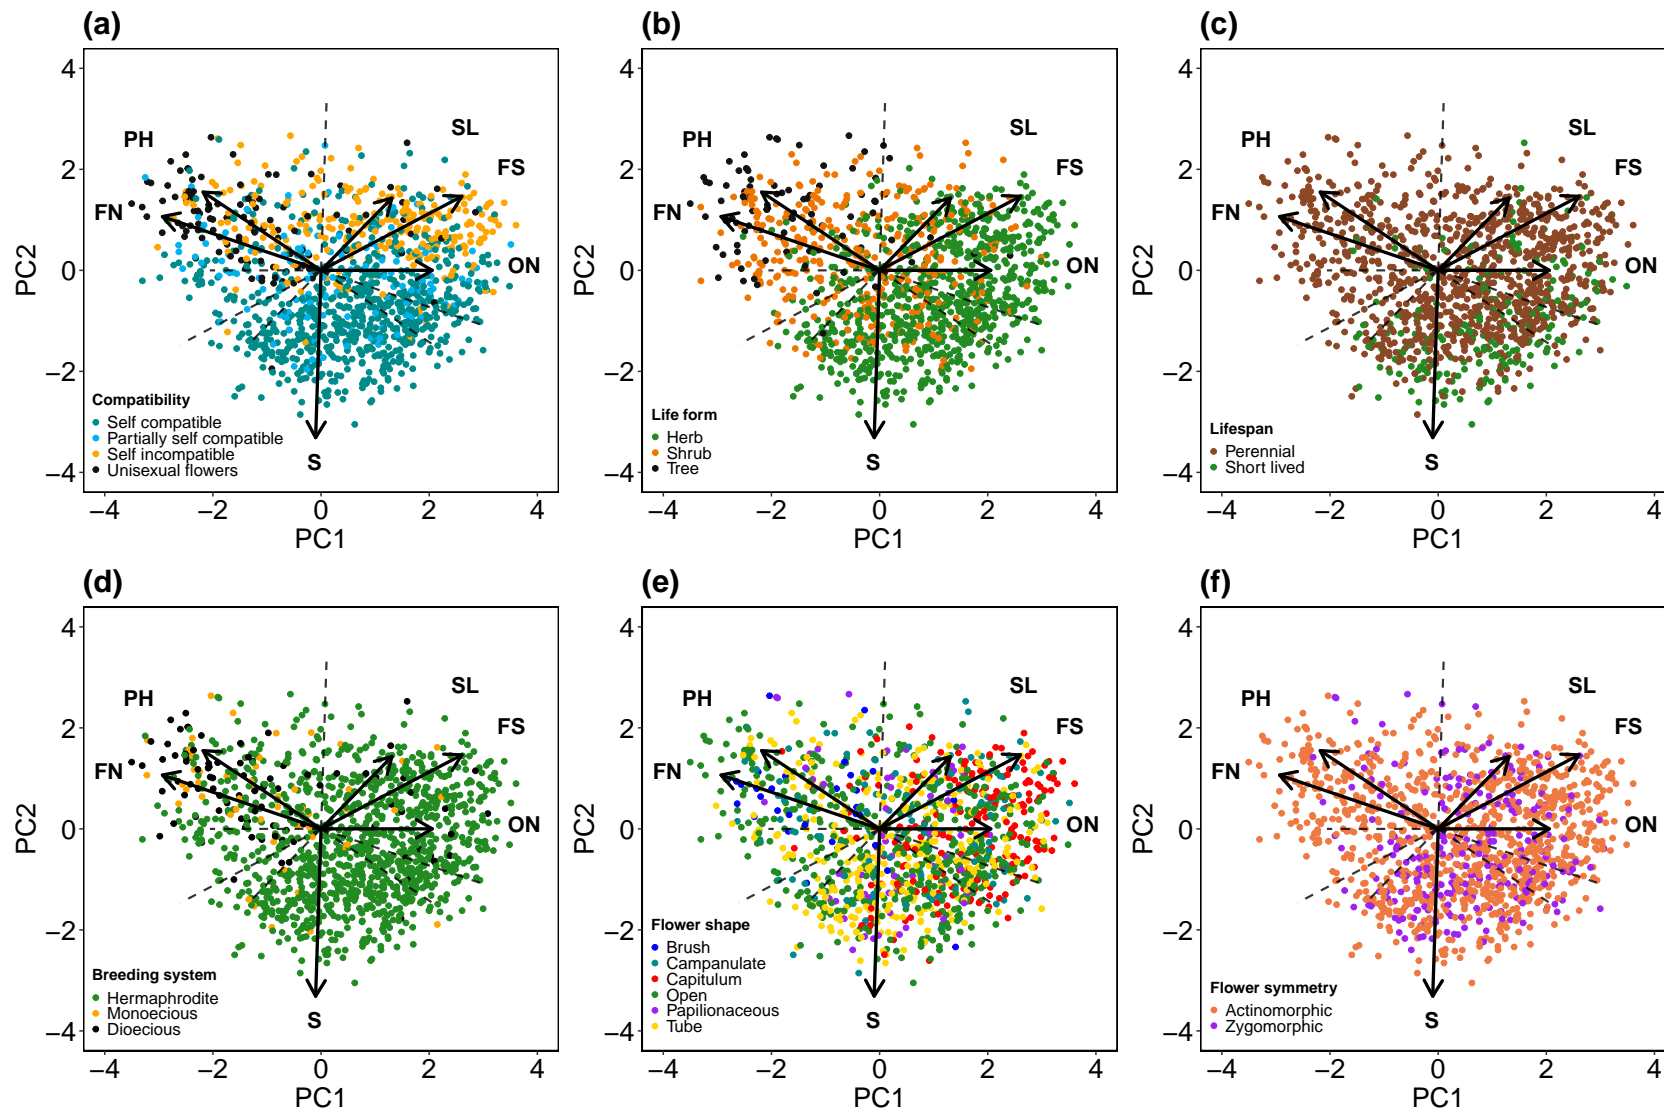 (a)
(b)
(c)
4
2
0
−2
−4
PC2
PH
SL
FS
FN
ON
S
Compatibility
Self compatible
Partially self compatible
Self incompatible
Unisexual flowers
−4
−2
0
2
4
PC1
4
2
0
−2
−4
PC2
PH
SL
FS
FN
ON
S
Life form
Herb
Shrub
Tree
−4
−2
0
2
4
PC1
4
2
0
−2
−4
PC2
PH
SL
FS
FN
ON
S
Lifespan
Perennial
Short lived
−4
−2
0
2
4
PC1
(d)
(e)
(f)
4
2
0
−2
−4
PC2
PH
SL
FS
FN
ON
S
Breeding system
Hermaphrodite
Monoecious
Dioecious
−4
−2
0
2
4
PC1
4
2
0
−2
−4
PC2
PH
SL
FS
FN
ON
S
Flower shape
Brush
Campanulate
Capitulum
Open
Papilionaceous
Tube
−4
−2
0
2
4
PC1
4
2
0
−2
−4
PC2
PH
SL
FS
FN
ON
S
Flower symmetry
Actinomorphic
Zygomorphic
−4
−2
0
2
4
PC1